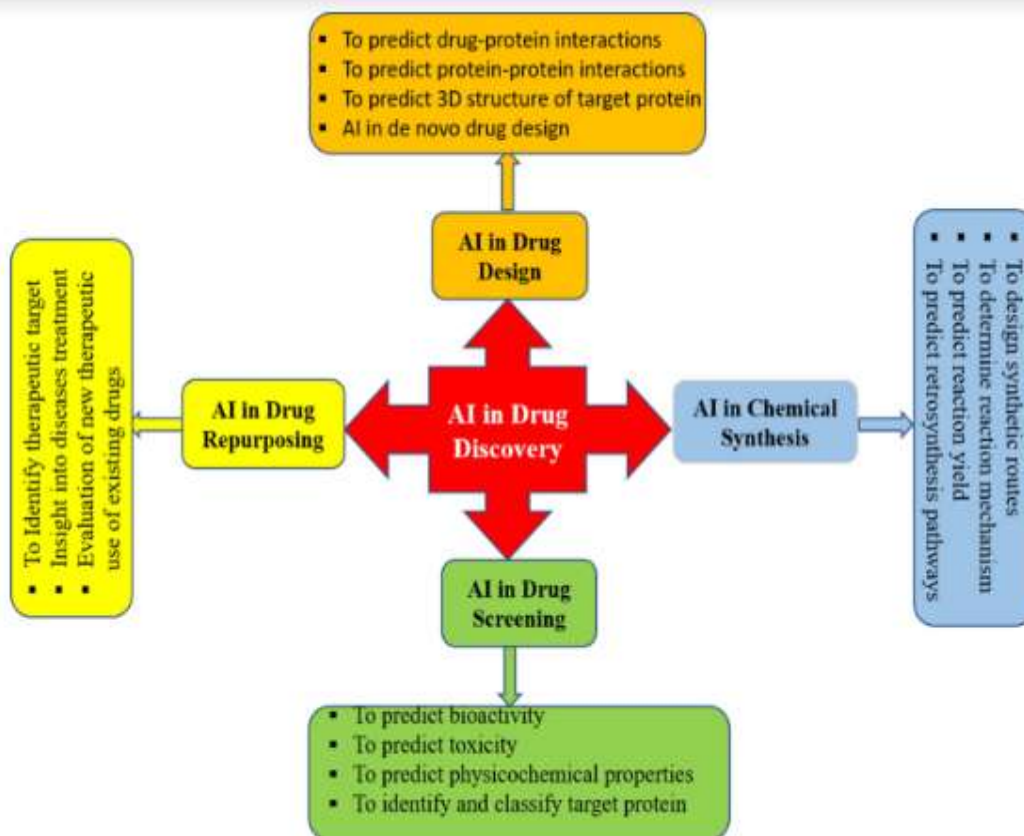 ▪ To predict drug-protein interactions
▪ To predict protein-protein interactions
▪ To predict 3D structure of target protein
▪ AI in de novo drug design
AI in Drug
Design
▪ To Identify therapeutic target
▪ Insight into diseases treatment
▪ Evaluation of new therapeutic
use of existing drugs
AI in Drug
Repurposing
AI in Drug
Discovery
AI in Chemical
Synthesis
▪ To design synthetic routes
▪ To determine reaction mechanism
▪ To predict reaction yield
▪ To predict retrosynthesis pathways
AI in Drug
Screening
▪ To predict bioactivity
▪ To predict toxicity
▪ To predict physicochemical properties
▪ To identify and classify target protein